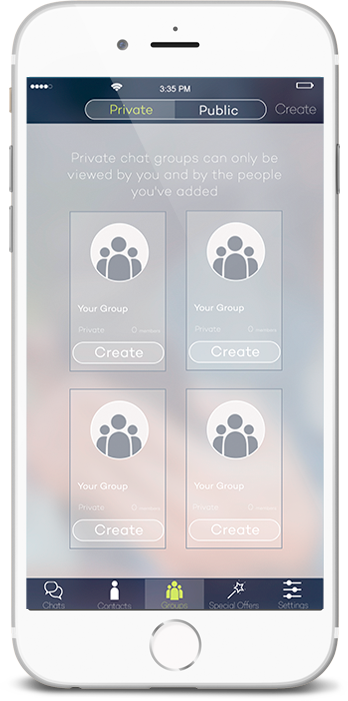 3:35 PM
Private Public Create
Private chat groups can only be
viewed by you and by the people
you've added
Your Group Your Group
Private 0 members Private 0 members
Create Create
Your Group Your Group
Private 0 members Private 0 members
Create Create
Chats Contacts Groups Special Offers Settings